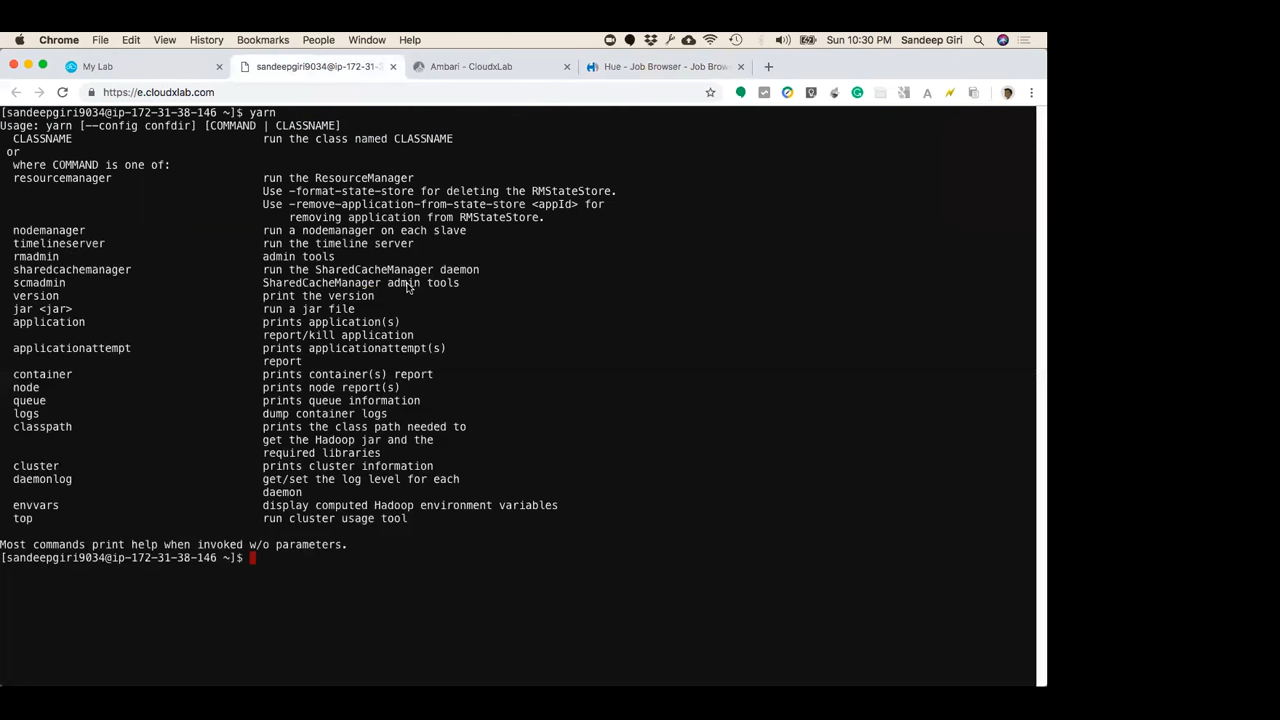 Chrome File Edit View History Bookmarks People Window Help Sun 10:30 PM Sandeep Giri
My Lab sandeepgiri9034@ip-172-31-3 Ambari - CloudxLab Hue - Job Browser - Job Brow
https://e.cloudxlab.com
[sandeepgiri9034@ip-172-31-38-146 ~]$ yarn
Usage: yarn [--config confdir] [COMMAND | CLASSNAME]
CLASSNAME run the class named CLASSNAME
or
where COMMAND is one of:
resourcemanager run the ResourceManager
Use -format-state-store for deleting the RMStateStore.
Use -remove-application-from-state-store <appId> for
removing application from RMStateStore.
nodemanager run a nodemanager on each slave
timelineserver run the timeline server
rmadmin admin tools
sharedcachemanager run the SharedCacheManager daemon
scmadmin SharedCacheManager admin tools
version print the version
jar <jar> run a jar file
application prints application(s)
report/kill application
applicationattempt prints applicationattempt(s)
report
container prints container(s) report
node prints node report(s)
queue prints queue information
logs dump container logs
classpath prints the class path needed to
get the Hadoop jar and the
required libraries
cluster prints cluster information
daemonlog get/set the log level for each
daemon
envvars display computed Hadoop environment variables
top run cluster usage tool
Most commands print help when invoked w/o parameters.
[sandeepgiri9034@ip-172-31-38-146 ~]$